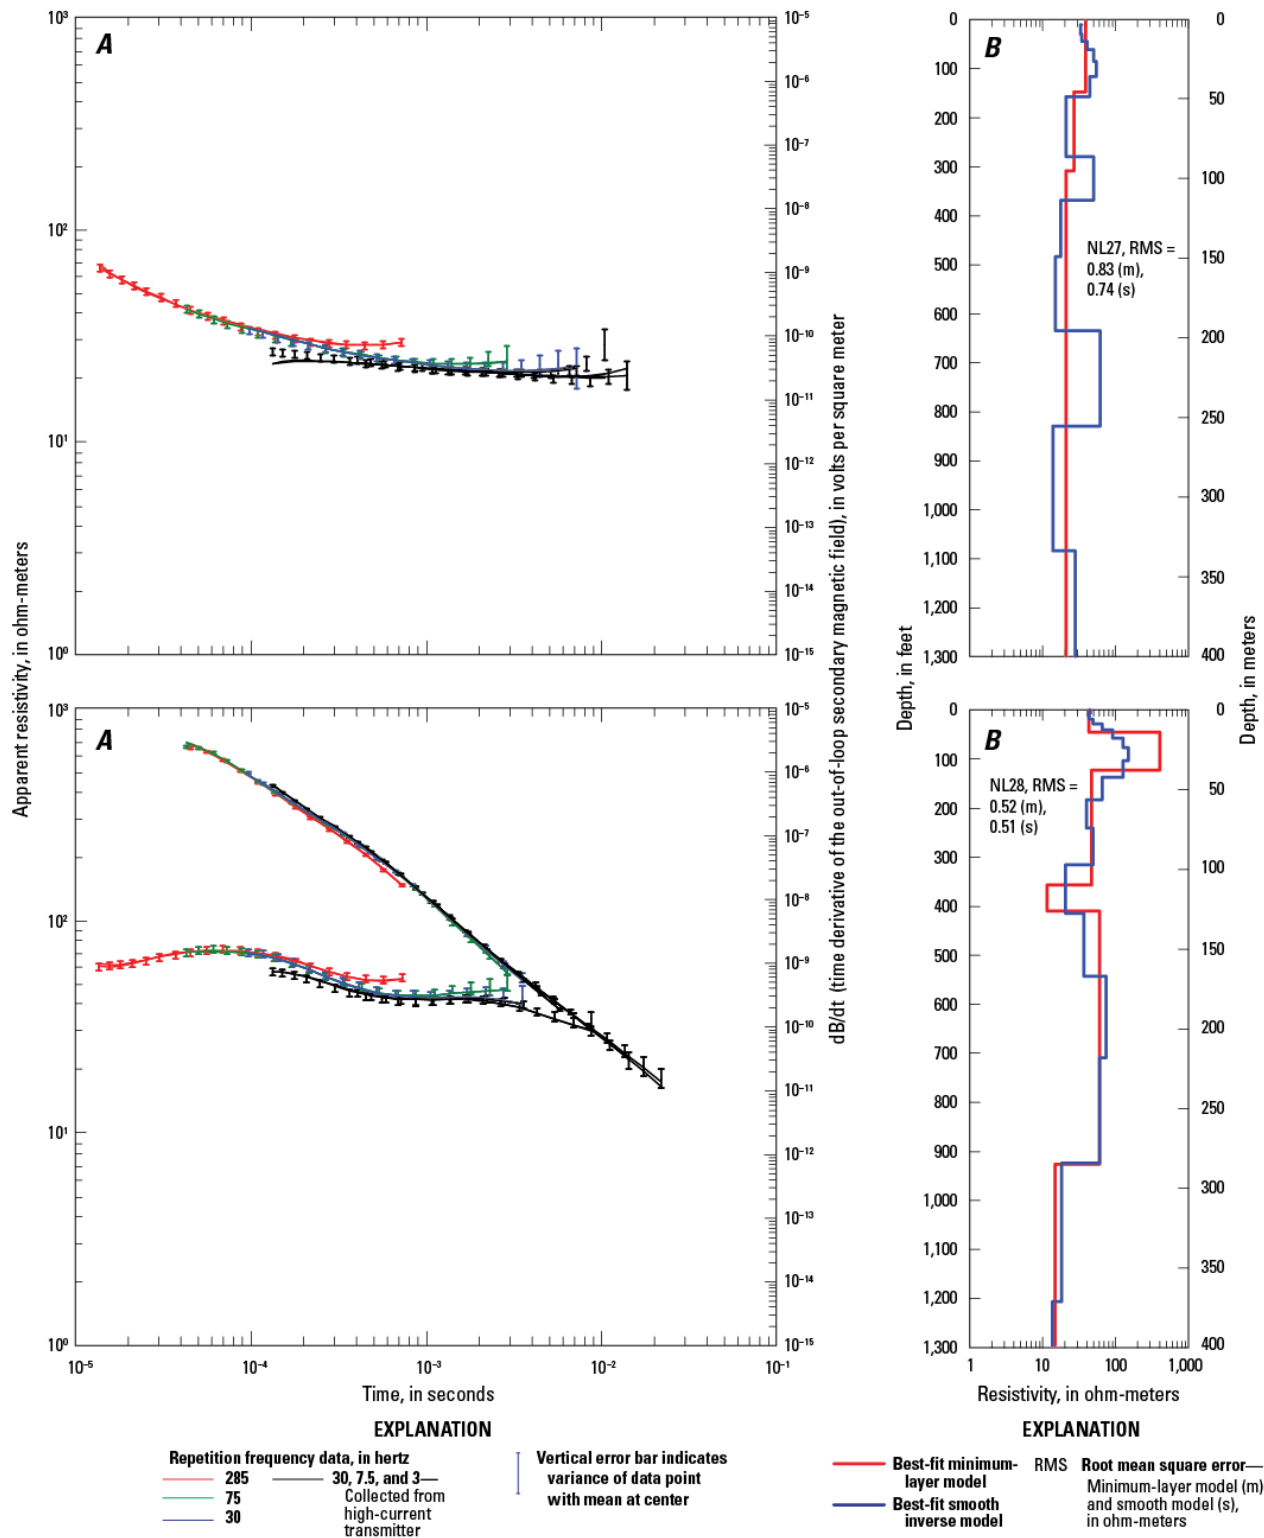 A
10³
10²
10¹
10⁰
10⁻⁵
10⁻⁶
10⁻⁷
10⁻⁸
10⁻⁹
10⁻¹⁰
10⁻¹¹
10⁻¹²
10⁻¹³
10⁻¹⁴
10⁻¹⁵
B
0
100
200
300
400
500
600
700
800
900
1,000
1,100
1,200
1,300
0
50
100
150
200
250
300
350
400
NL27, RMS =
0.83 (m),
0.74 (s)
Apparent resistivity, in ohm-meters
dB/dt (time derivative of the out-of-loop secondary magnetic field), in volts per square meter
Depth, in feet
Depth, in meters
A
10³
10²
10¹
10⁰
10⁻⁵
10⁻⁶
10⁻⁷
10⁻⁸
10⁻⁹
10⁻¹⁰
10⁻¹¹
10⁻¹²
10⁻¹³
10⁻¹⁴
10⁻¹⁵
10⁻⁵
10⁻⁴
10⁻³
10⁻²
10⁻¹
Time, in seconds
B
0
100
200
300
400
500
600
700
800
900
1,000
1,100
1,200
1,300
0
50
100
150
200
250
300
350
400
NL28, RMS =
0.52 (m),
0.51 (s)
1
10
100
1,000
Resistivity, in ohm-meters
EXPLANATION
Repetition frequency data, in hertz
285
75
30
30, 7.5, and 3—
Collected from
high-current
transmitter
Vertical error bar indicates
variance of data point
with mean at center
EXPLANATION
Best-fit minimum-
layer model
Best-fit smooth
inverse model
RMS Root mean square error—
Minimum-layer model (m)
and smooth model (s),
in ohm-meters